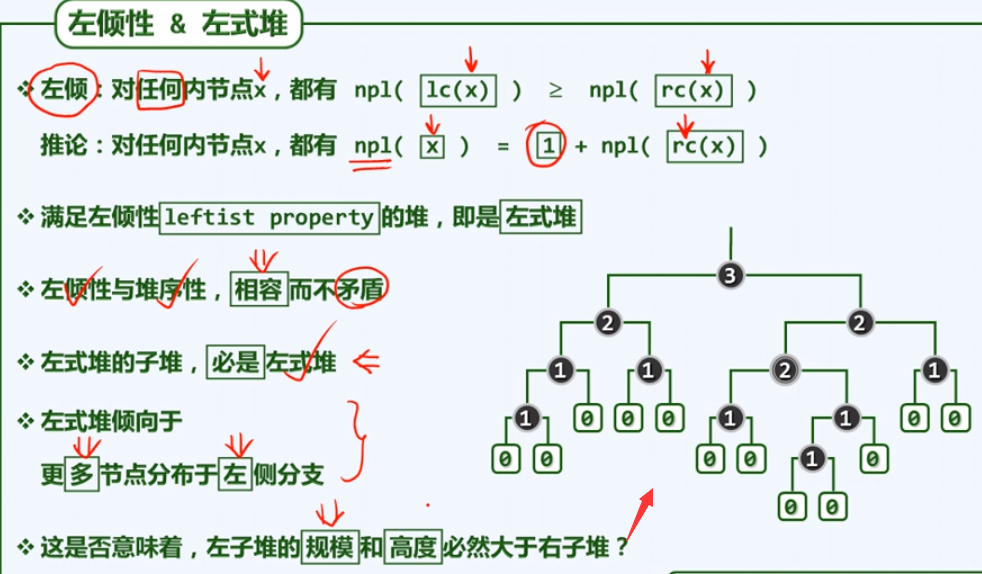 左倾性 & 左式堆
❖ 左倾：对任何内节点x，都有 npl( lc(x) ) ≥ npl( rc(x) )
推论：对任何内节点x，都有 npl( x ) = 1 + npl( rc(x) )
❖ 满足左倾性leftist property的堆，即是左式堆
❖ 左倾性与堆序性，相容而不矛盾
❖ 左式堆的子堆，必是左式堆
❖ 左式堆倾向于
更多节点分布于左侧分支
❖ 这是否意味着，左子堆的规模和高度必然大于右子堆？
3
2 2
1 1 2 1
1 0 0 0 1 1 0 0
0 0 0 0 1 0
0 0